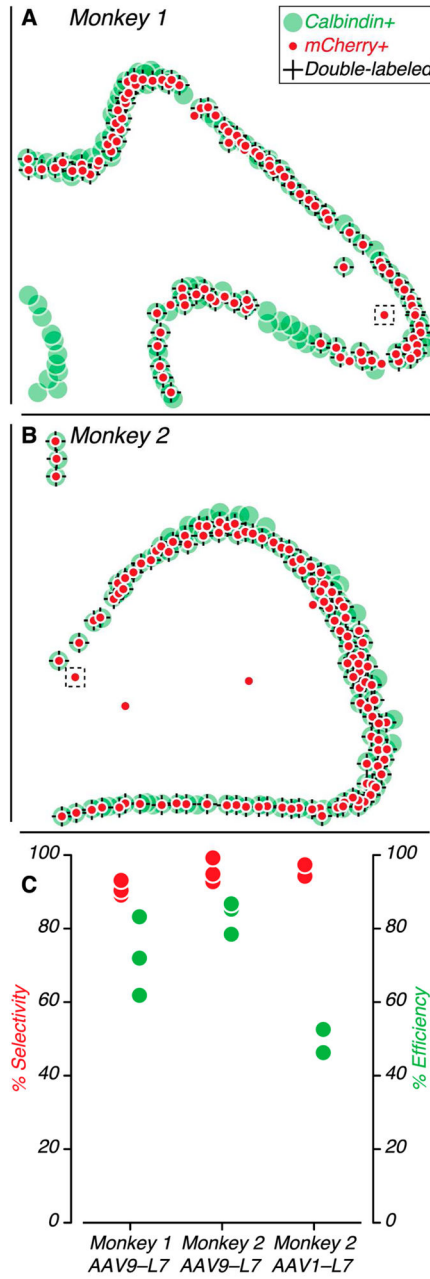 A Monkey 1
Calbindin+
mCherry+
Double-labeled
B Monkey 2
C
100
80
60
40
20
0
% Selectivity
100
80
60
40
20
0
% Efficiency
Monkey 1
AAV9–L7
Monkey 2
AAV9–L7
Monkey 2
AAV1–L7